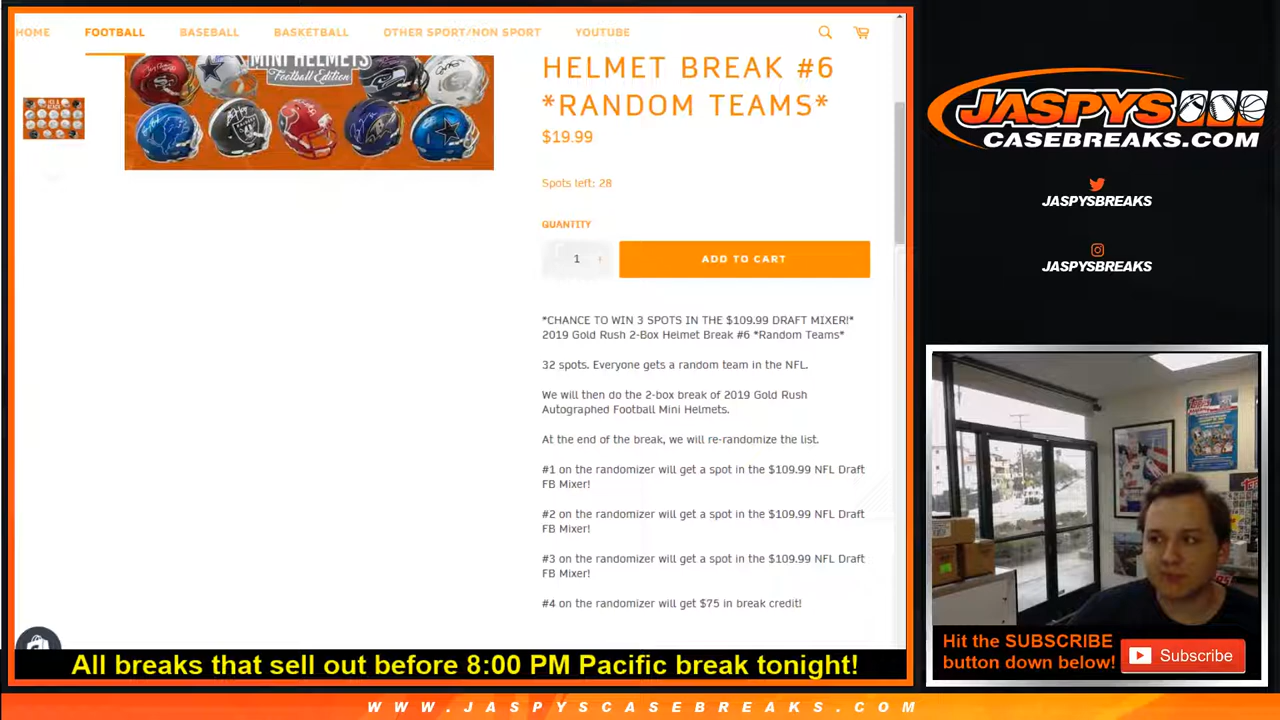 HOME FOOTBALL BASEBALL BASKETBALL OTHER SPORT/NON SPORT YOUTUBE
MINI HELMETS
Football Edition
HELMET BREAK #6
*RANDOM TEAMS*
$19.99
Spots left: 28
QUANTITY
1
ADD TO CART
*CHANCE TO WIN 3 SPOTS IN THE $109.99 DRAFT MIXER!*
2019 Gold Rush 2-Box Helmet Break #6 *Random Teams*
32 spots. Everyone gets a random team in the NFL.
We will then do the 2-box break of 2019 Gold Rush
Autographed Football Mini Helmets.
At the end of the break, we will re-randomize the list.
#1 on the randomizer will get a spot in the $109.99 NFL Draft
FB Mixer!
#2 on the randomizer will get a spot in the $109.99 NFL Draft
FB Mixer!
#3 on the randomizer will get a spot in the $109.99 NFL Draft
FB Mixer!
#4 on the randomizer will get $75 in break credit!
All breaks that sell out before 8:00 PM Pacific break tonight!
JASPYS
CASEBREAKS.COM
JASPYSBREAKS
JASPYSBREAKS
Hit the SUBSCRIBE
button down below!
Subscribe
WWW.JASPYSCASEBREAKS.COM